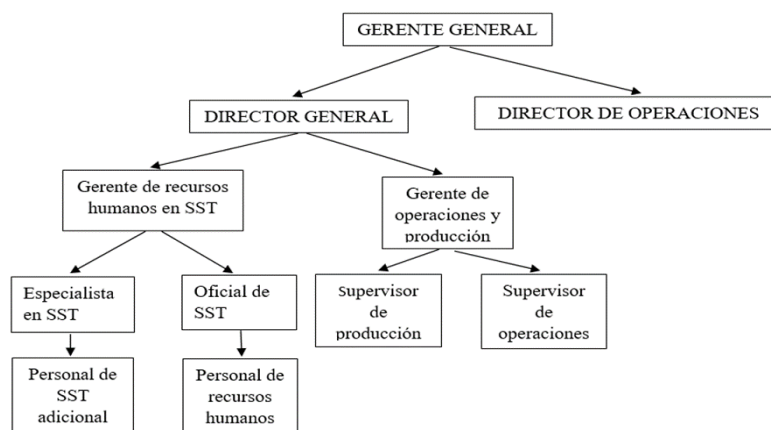 GERENTE GENERAL
DIRECTOR GENERAL
DIRECTOR DE OPERACIONES
Gerente de recursos
humanos en SST
Gerente de
operaciones y
producción
Especialista
en SST
Oficial de
SST
Supervisor
de
producción
Supervisor
de
operaciones
Personal de
SST
adicional
Personal de
recursos
humanos